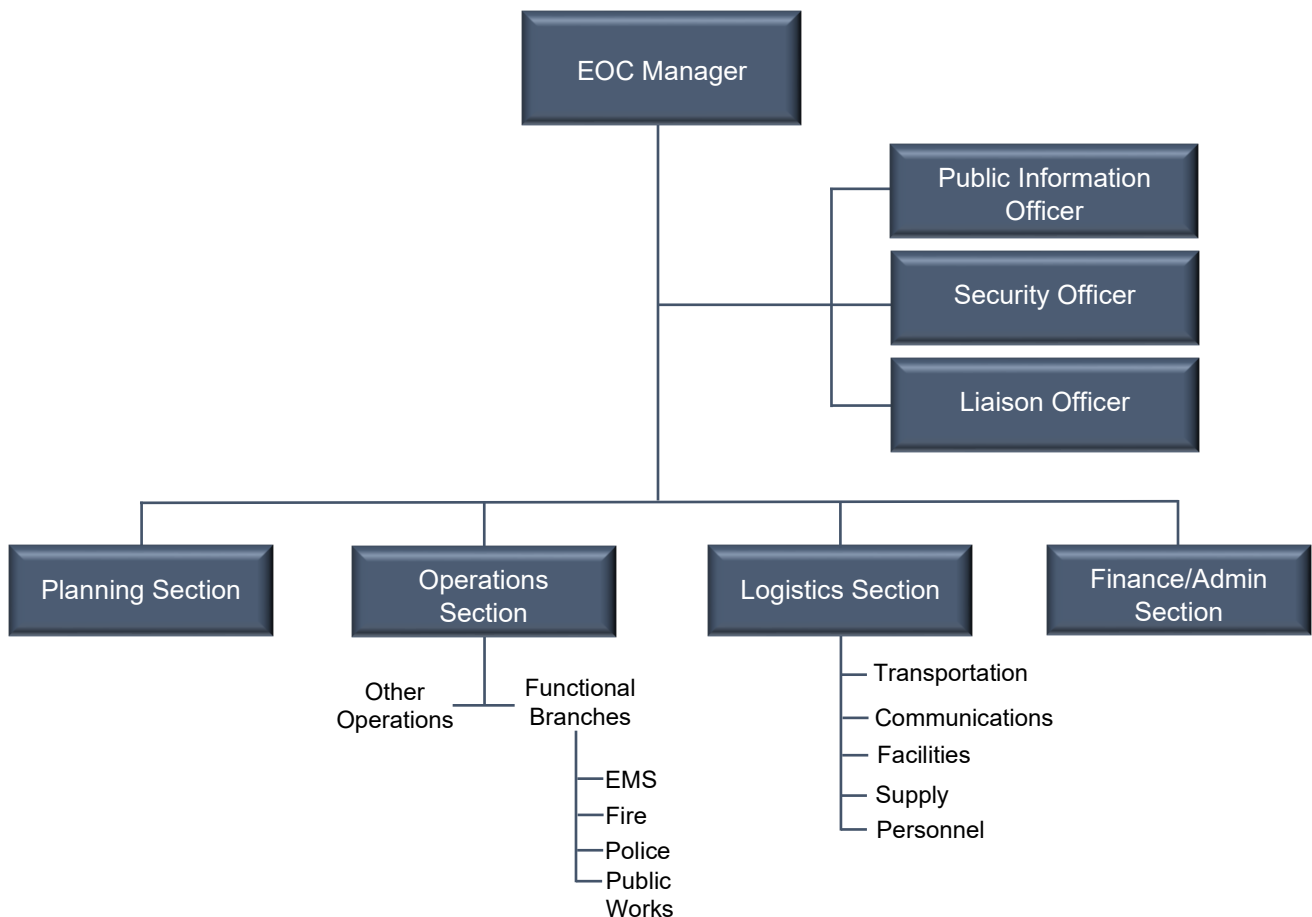 EOC Manager
Public Information
Officer
Security Officer
Liaison Officer
Planning Section
Operations
Section
Logistics Section
Finance/Admin
Section
Other
Operations
Functional
Branches
EMS
Fire
Police
Public
Works
Transportation
Communications
Facilities
Supply
Personnel